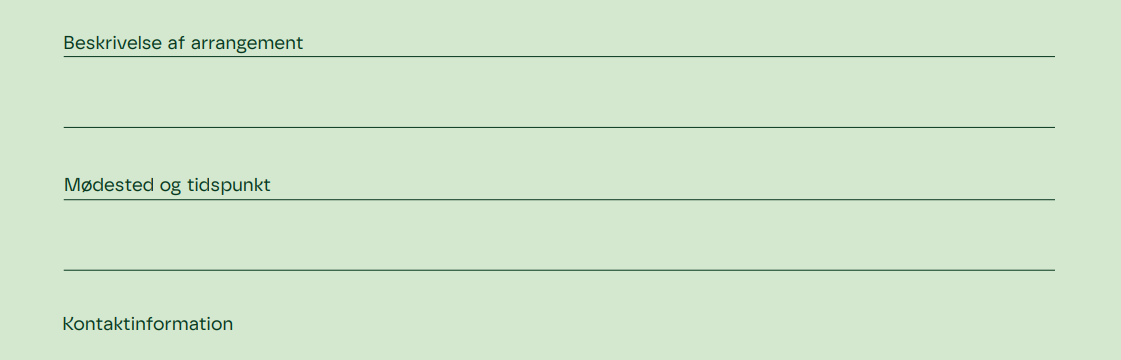 Beskrivelse af arrangement
Mødested og tidspunkt
Kontaktinformation